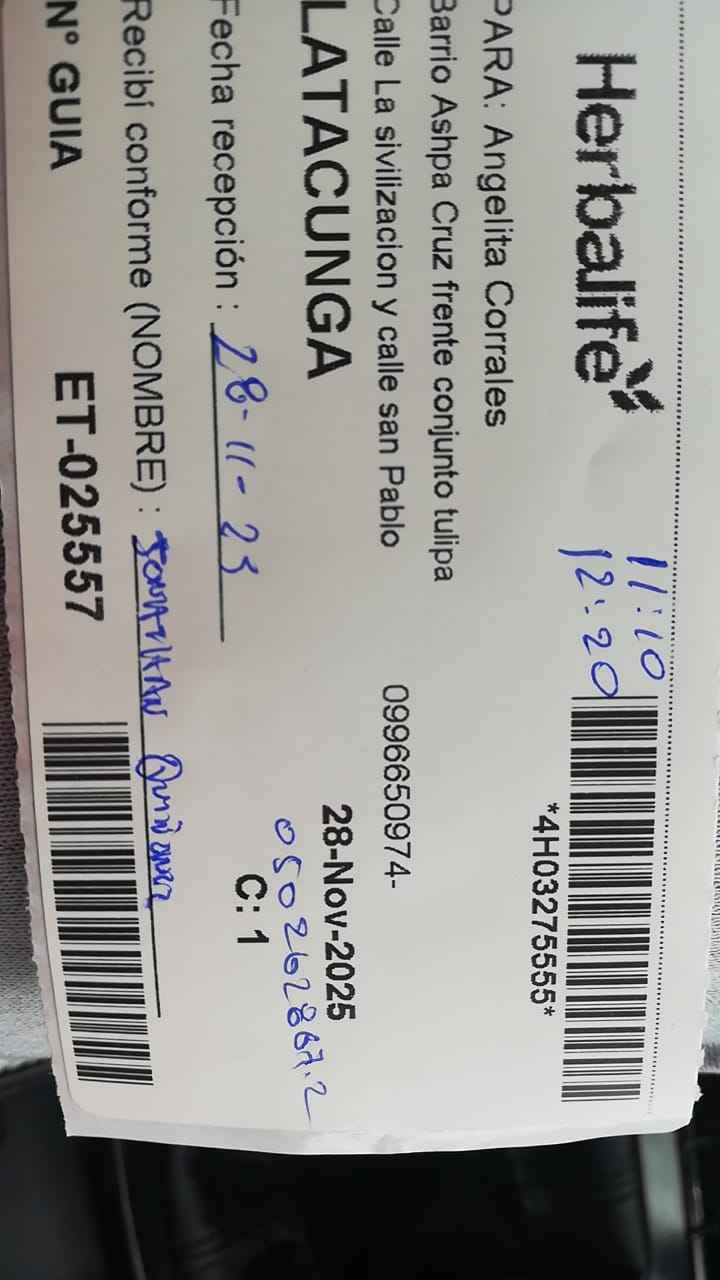 Herbalife
11:10
12:20
*4H03275555*
PARA: Angelita Corrales
Barrio Ashpa Cruz frente conjunto tulipa
Calle La sivilizacion y calle san Pablo
0996650974-
LATACUNGA
28-Nov-2025
Fecha recepción : 28-11-25
C: 1
Recibí conforme (NOMBRE) : JONATHAN
N° GUIA
ET-025557